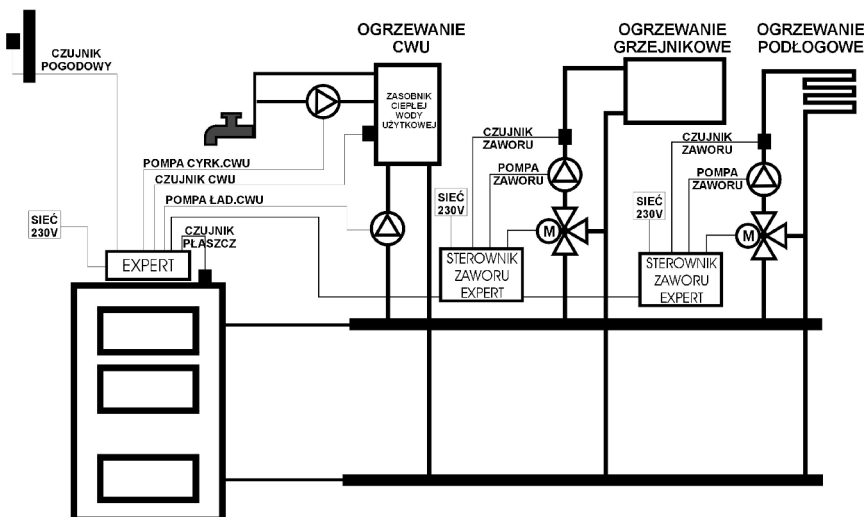 OGRZEWANIE
CWU
OGRZEWANIE
GRZEJNIKOWE
OGRZEWANIE
PODŁOGOWE
CZUJNIK
POGODOWY
ZASOBNIK
CIEPŁEJ
WODY
UŻYTKOWEJ
CZUJNIK
ZAWORU
CZUJNIK
ZAWORU
POMPA CYRK.CWU
CZUJNIK CWU
POMPA ŁAD.CWU
POMPA
ZAWORU
POMPA
ZAWORU
SIEĆ
230V
SIEĆ
230V
SIEĆ
230V
CZUJNIK
PŁASZCZ
EXPERT
M
M
STEROWNIK
ZAWORU
EXPERT
STEROWNIK
ZAWORU
EXPERT